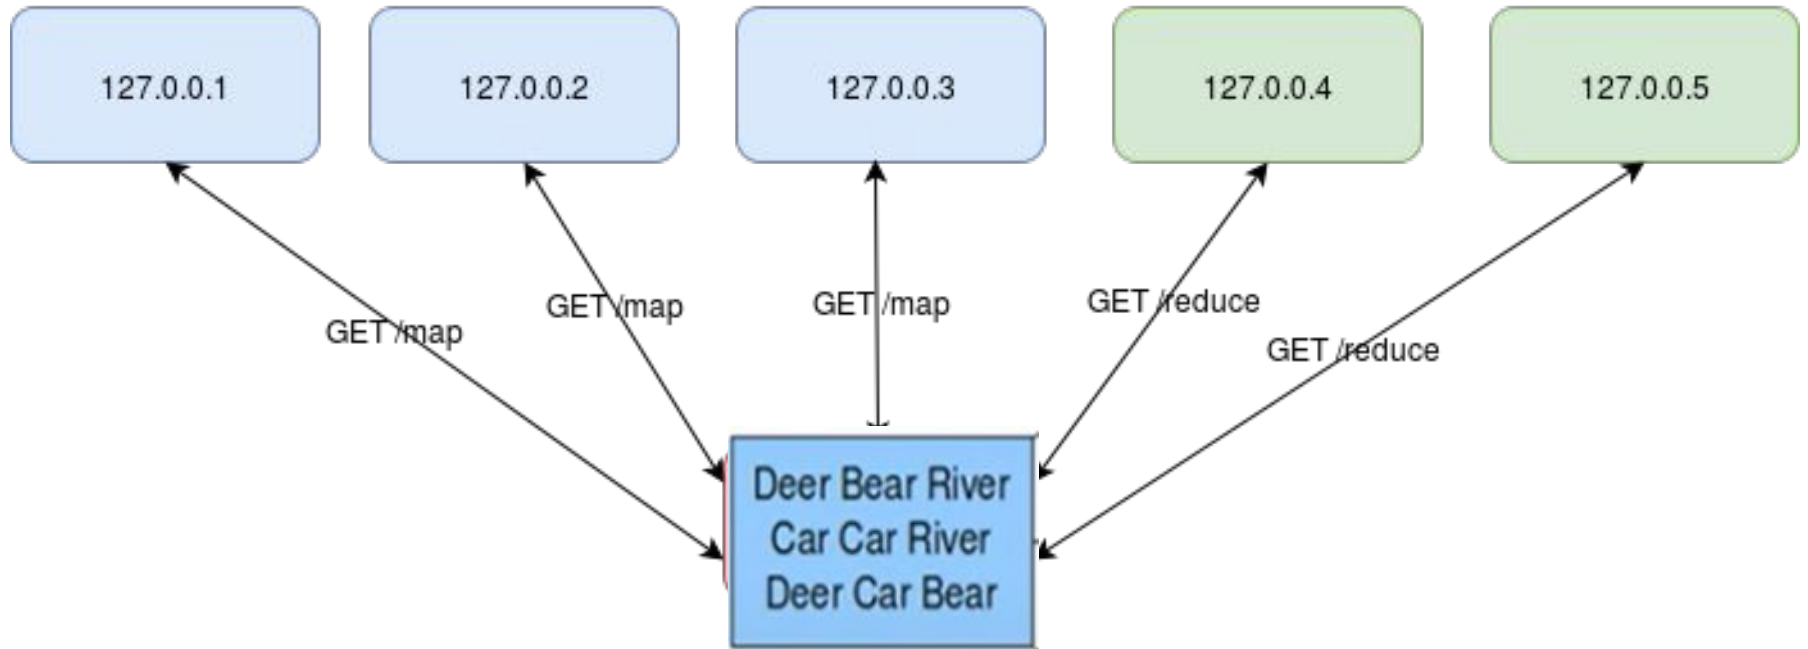 127.0.0.1
127.0.0.2
127.0.0.3
127.0.0.4
127.0.0.5
GET /map
GET /map
GET /map
GET /reduce
GET /reduce
Deer Bear River
Car Car River
Deer Car Bear